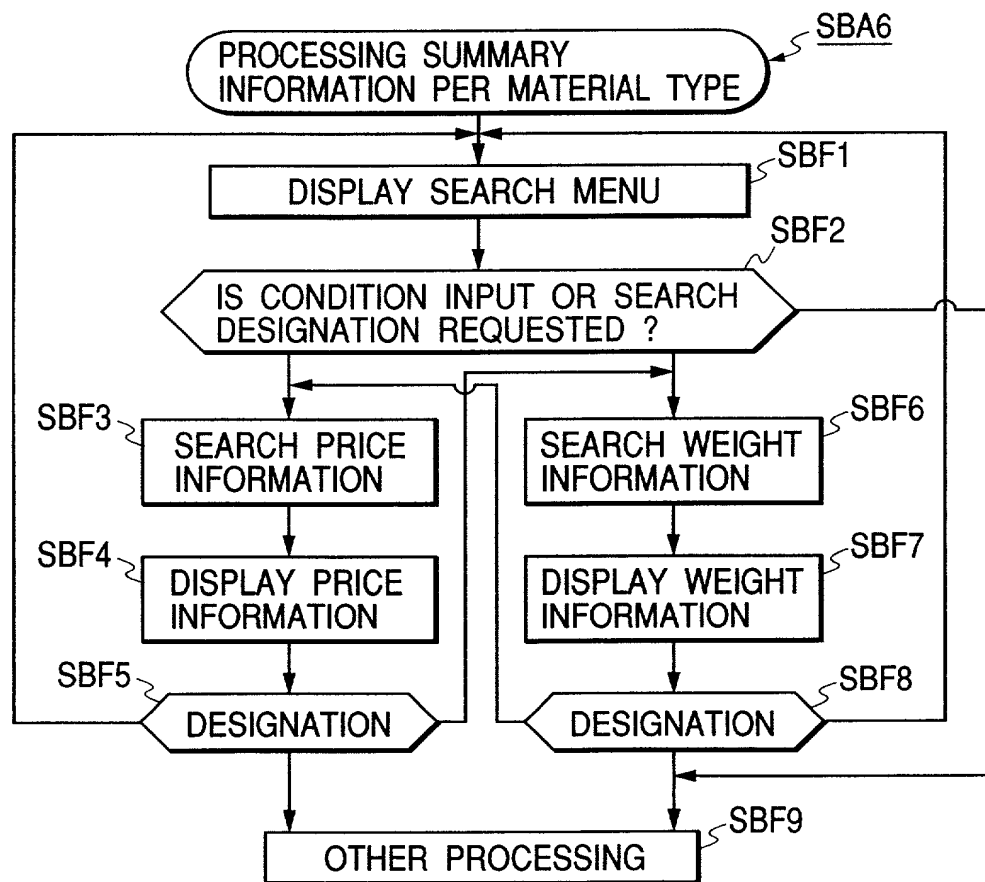 SBA6
PROCESSING SUMMARY
INFORMATION PER MATERIAL TYPE
SBF1
DISPLAY SEARCH MENU
SBF2
IS CONDITION INPUT OR SEARCH
DESIGNATION REQUESTED ?
SBF3
SEARCH PRICE
INFORMATION
SBF6
SEARCH WEIGHT
INFORMATION
SBF4
DISPLAY PRICE
INFORMATION
SBF7
DISPLAY WEIGHT
INFORMATION
SBF5
DESIGNATION
SBF8
DESIGNATION
SBF9
OTHER PROCESSING